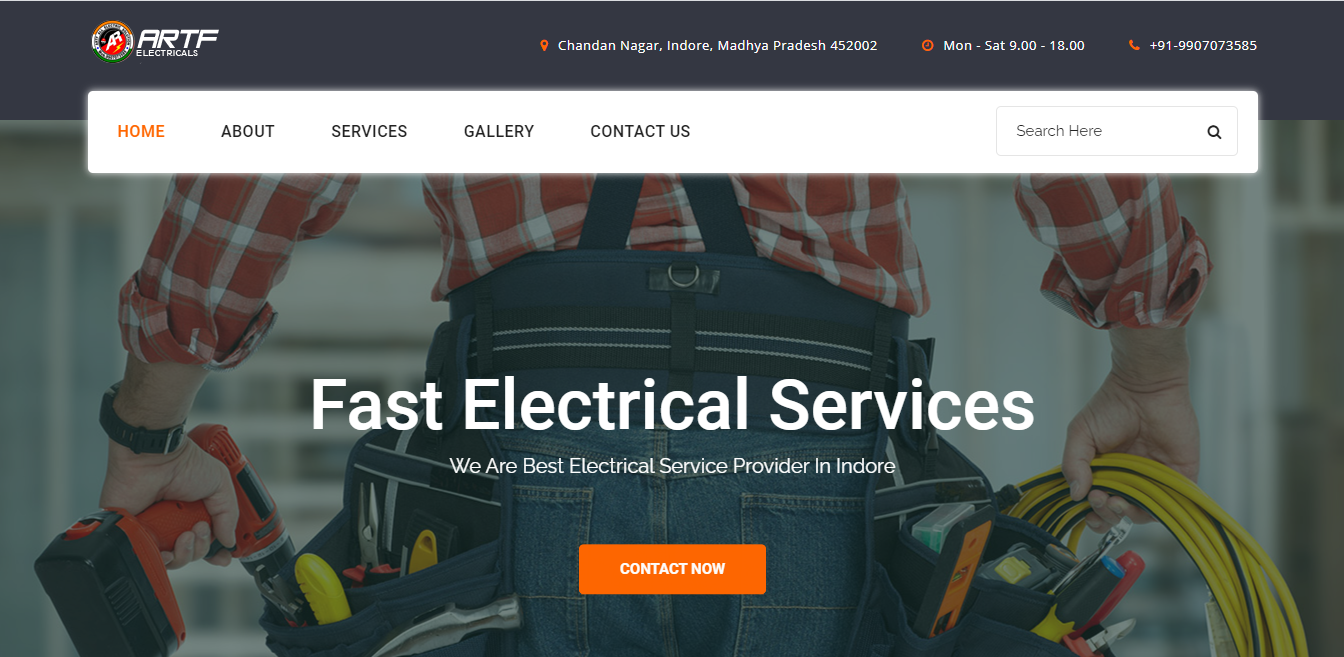 ARTF
ELECTRICALS
Chandan Nagar, Indore, Madhya Pradesh 452002
Mon - Sat 9.00 - 18.00
+91-9907073585
HOME
ABOUT
SERVICES
GALLERY
CONTACT US
Search Here
Fast Electrical Services
We Are Best Electrical Service Provider In Indore
CONTACT NOW